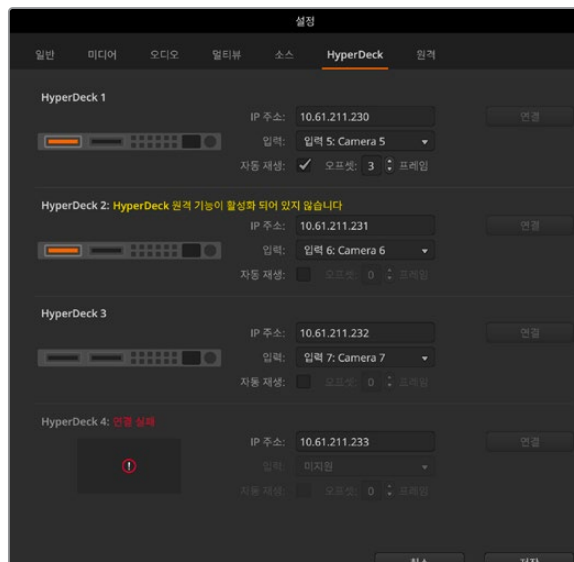 설정
일반 미디어 오디오 멀티뷰 소스 HyperDeck 원격
HyperDeck 1
IP 주소: 10.61.211.230 연결
입력: 입력 5: Camera 5
자동 재생: 오프셋: 3 프레임
HyperDeck 2: HyperDeck 원격 기능이 활성화 되어 있지 않습니다
IP 주소: 10.61.211.231 연결
입력: 입력 6: Camera 6
자동 재생: 오프셋: 0 프레임
HyperDeck 3
IP 주소: 10.61.211.232 연결
입력: 입력 7: Camera 7
자동 재생: 오프셋: 0 프레임
HyperDeck 4: 연결 실패
IP 주소: 10.61.211.233 연결
입력: 미지원
자동 재생: 오프셋: 0 프레임
취소 저장